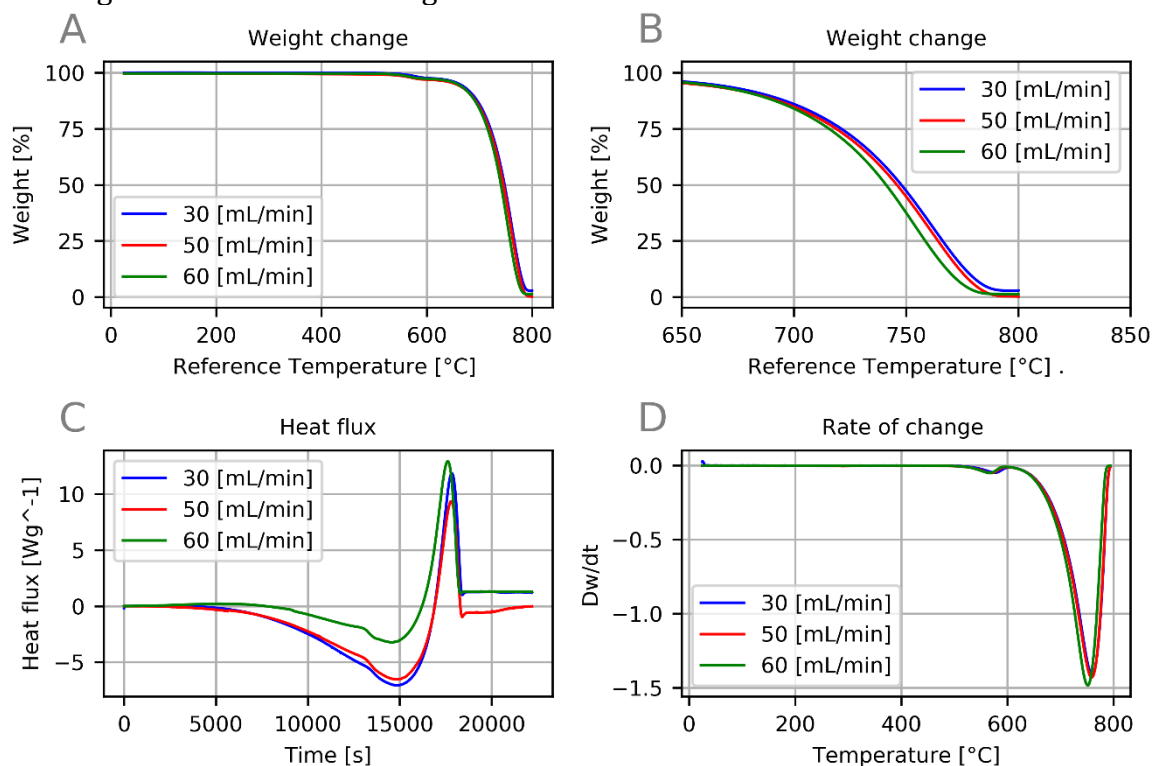 A
Weight change
Weight [%]
100
75
50
25
0
30 [mL/min]
50 [mL/min]
60 [mL/min]
0
200
400
600
800
Reference Temperature [°C]
B
Weight change
Weight [%]
100
75
50
25
0
30 [mL/min]
50 [mL/min]
60 [mL/min]
650
700
750
800
850
Reference Temperature [°C] .
C
Heat flux
Heat flux [Wg^-1]
10
5
0
−5
30 [mL/min]
50 [mL/min]
60 [mL/min]
0
5000
10000
15000
20000
Time [s]
D
Rate of change
Dw/dt
0.0
−0.5
−1.0
−1.5
30 [mL/min]
50 [mL/min]
60 [mL/min]
0
200
400
600
800
Temperature [°C]